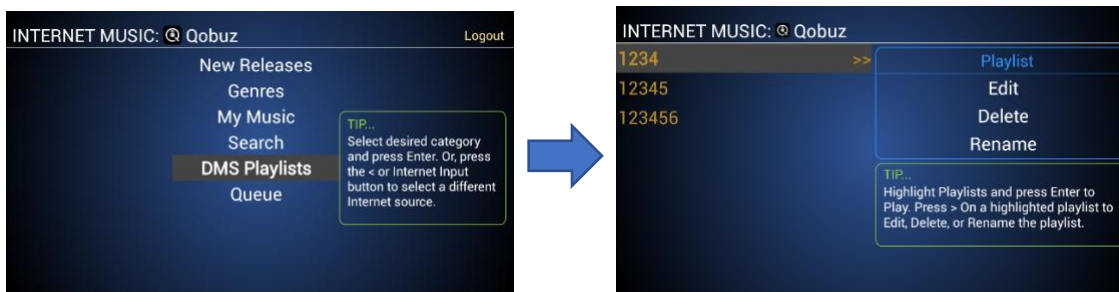 INTERNET MUSIC: Qobuz
Logout
New Releases
Genres
My Music
Search
DMS Playlists
Queue
TIP...
Select desired category
and press Enter. Or, press
the < or Internet Input
button to select a different
Internet source.
INTERNET MUSIC: Qobuz
1234 >>
12345
123456
Playlist
Edit
Delete
Rename
TIP...
Highlight Playlists and press Enter to
Play. Press > On a highlighted playlist to
Edit, Delete, or Rename the playlist.